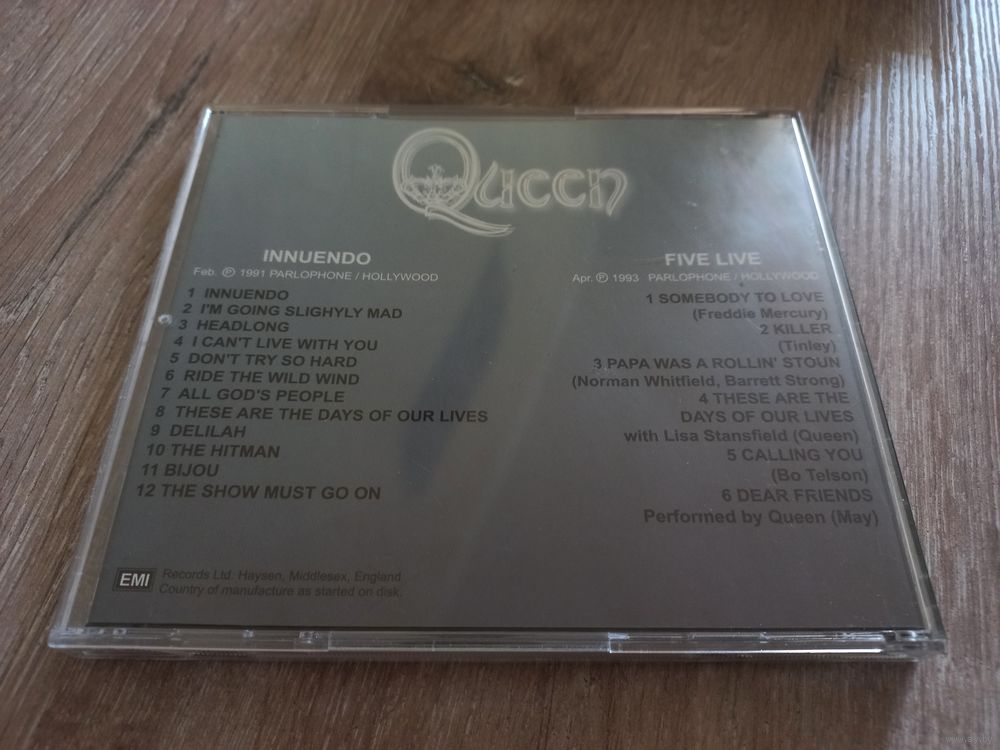 Queen
INNUENDO
Feb. ℗ 1991 PARLOPHONE / HOLLYWOOD
1 INNUENDO
2 I'M GOING SLIGHYLY MAD
3 HEADLONG
4 I CAN'T LIVE WITH YOU
5 DON'T TRY SO HARD
6 RIDE THE WILD WIND
7 ALL GOD'S PEOPLE
8 THESE ARE THE DAYS OF OUR LIVES
9 DELILAH
10 THE HITMAN
11 BIJOU
12 THE SHOW MUST GO ON
FIVE LIVE
Apr. ℗ 1993 PARLOPHONE / HOLLYWOOD
1 SOMEBODY TO LOVE
(Freddie Mercury)
2 KILLER
(Tinley)
3 PAPA WAS A ROLLIN' STOUN
(Norman Whitfield, Barrett Strong)
4 THESE ARE THE
DAYS OF OUR LIVES
with Lisa Stansfield (Queen)
5 CALLING YOU
(Bo Telson)
6 DEAR FRIENDS
Performed by Queen (May)
EMI
Records Ltd. Haysen, Middlesex, England
Country of manufacture as started on disk.